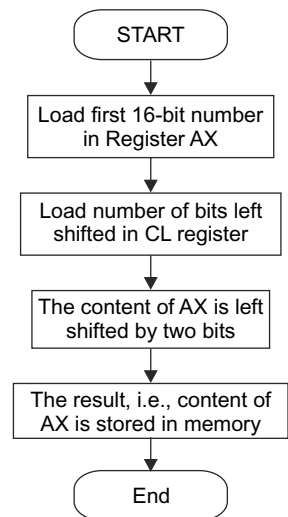 START
Load first 16-bit number
in Register AX
Load number of bits left
shifted in CL register
The content of AX is left
shifted by two bits
The result, i.e., content of
AX is stored in memory
End